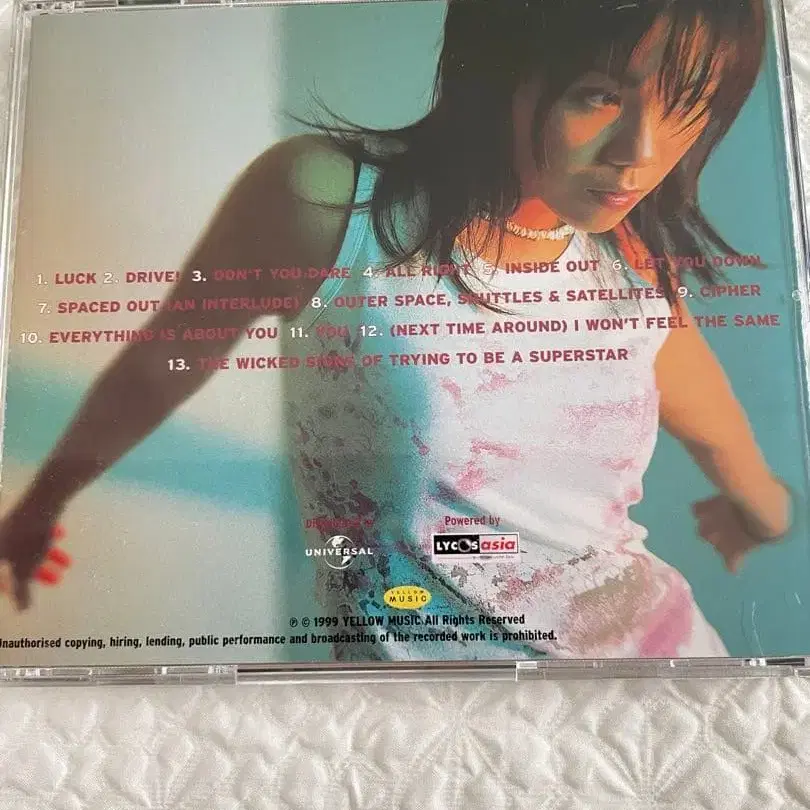 1. LUCK 2. DRIVE! 3. DON'T YOU DARE 4. ALL RIGHT 5. INSIDE OUT 6. LET YOU DOWN
7. SPACED OUT (AN INTERLUDE) 8. OUTER SPACE, SHUTTLES & SATELLITES 9. CIPHER
10. EVERYTHING IS ABOUT YOU 11. YOU 12. (NEXT TIME AROUND) I WON'T FEEL THE SAME
13. THE WICKED SIDE OF TRYING TO BE A SUPERSTAR
Powered by
UNIVERSAL
LYCOSasia
YELLOW
MUSIC
℗ © 1999 YELLOW MUSIC All Rights Reserved
Unauthorised copying, hiring, lending, public performance and broadcasting of the recorded work is prohibited.